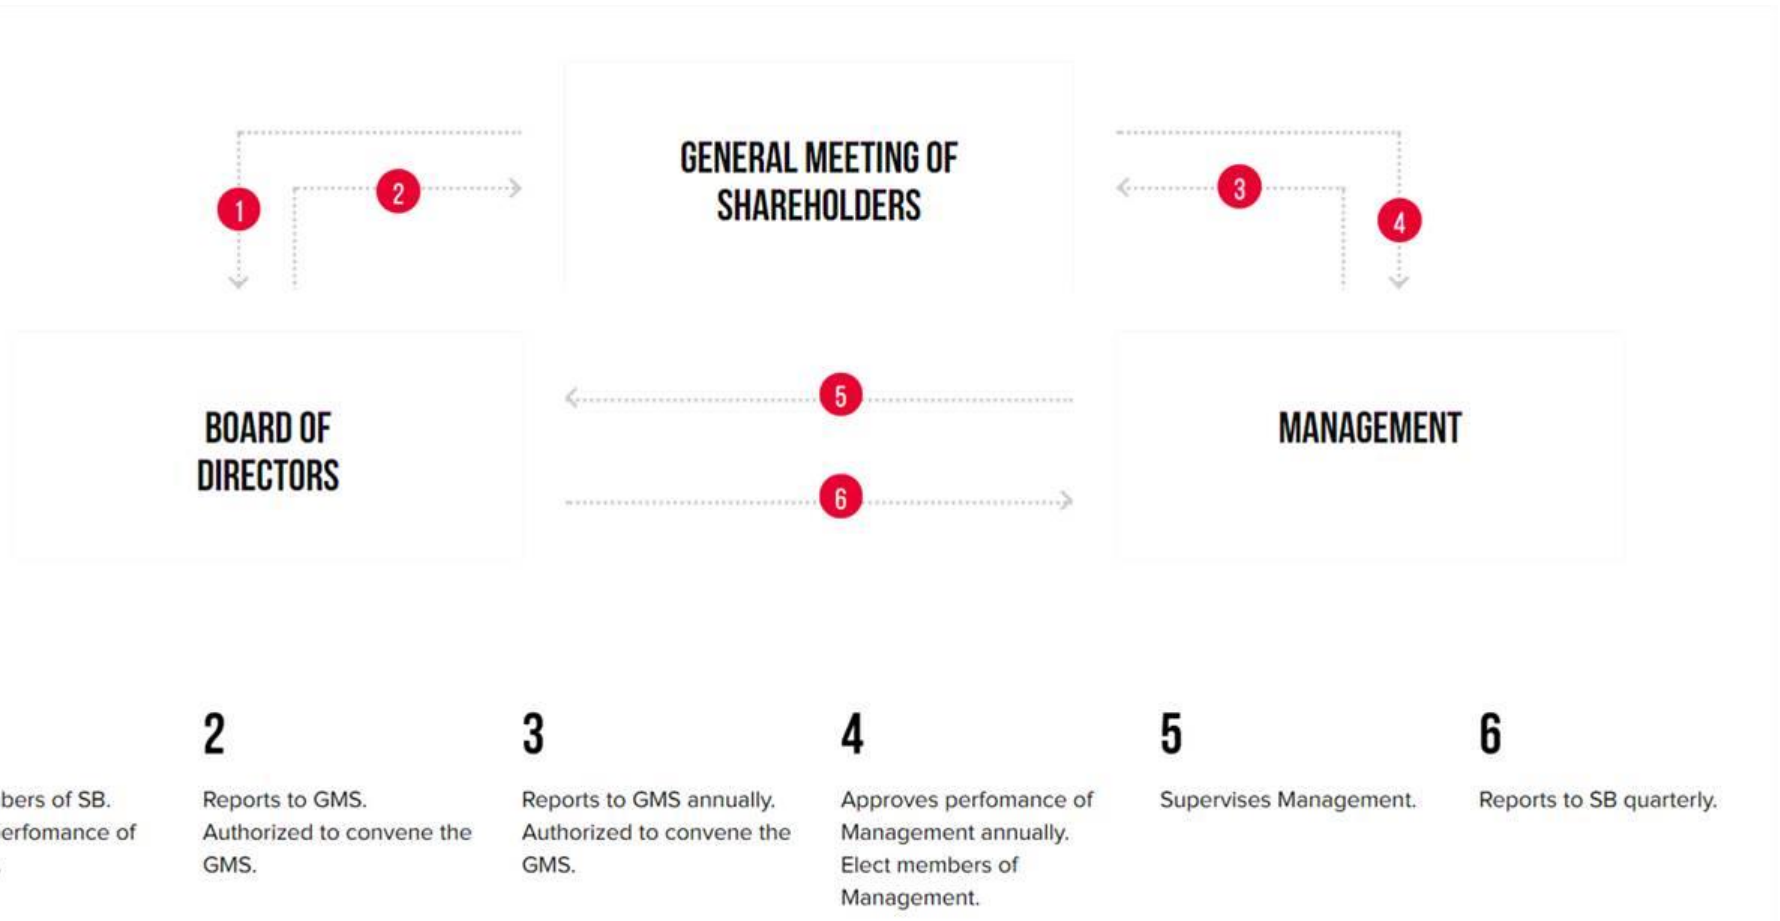 GENERAL MEETING OF
SHAREHOLDERS
1
2
3
4
BOARD OF
DIRECTORS
5
6
MANAGEMENT
bers of SB.
erfomance of
2
Reports to GMS.
Authorized to convene the
GMS.
3
Reports to GMS annually.
Authorized to convene the
GMS.
4
Approves perfomance of
Management annually.
Elect members of
Management.
5
Supervises Management.
6
Reports to SB quarterly.